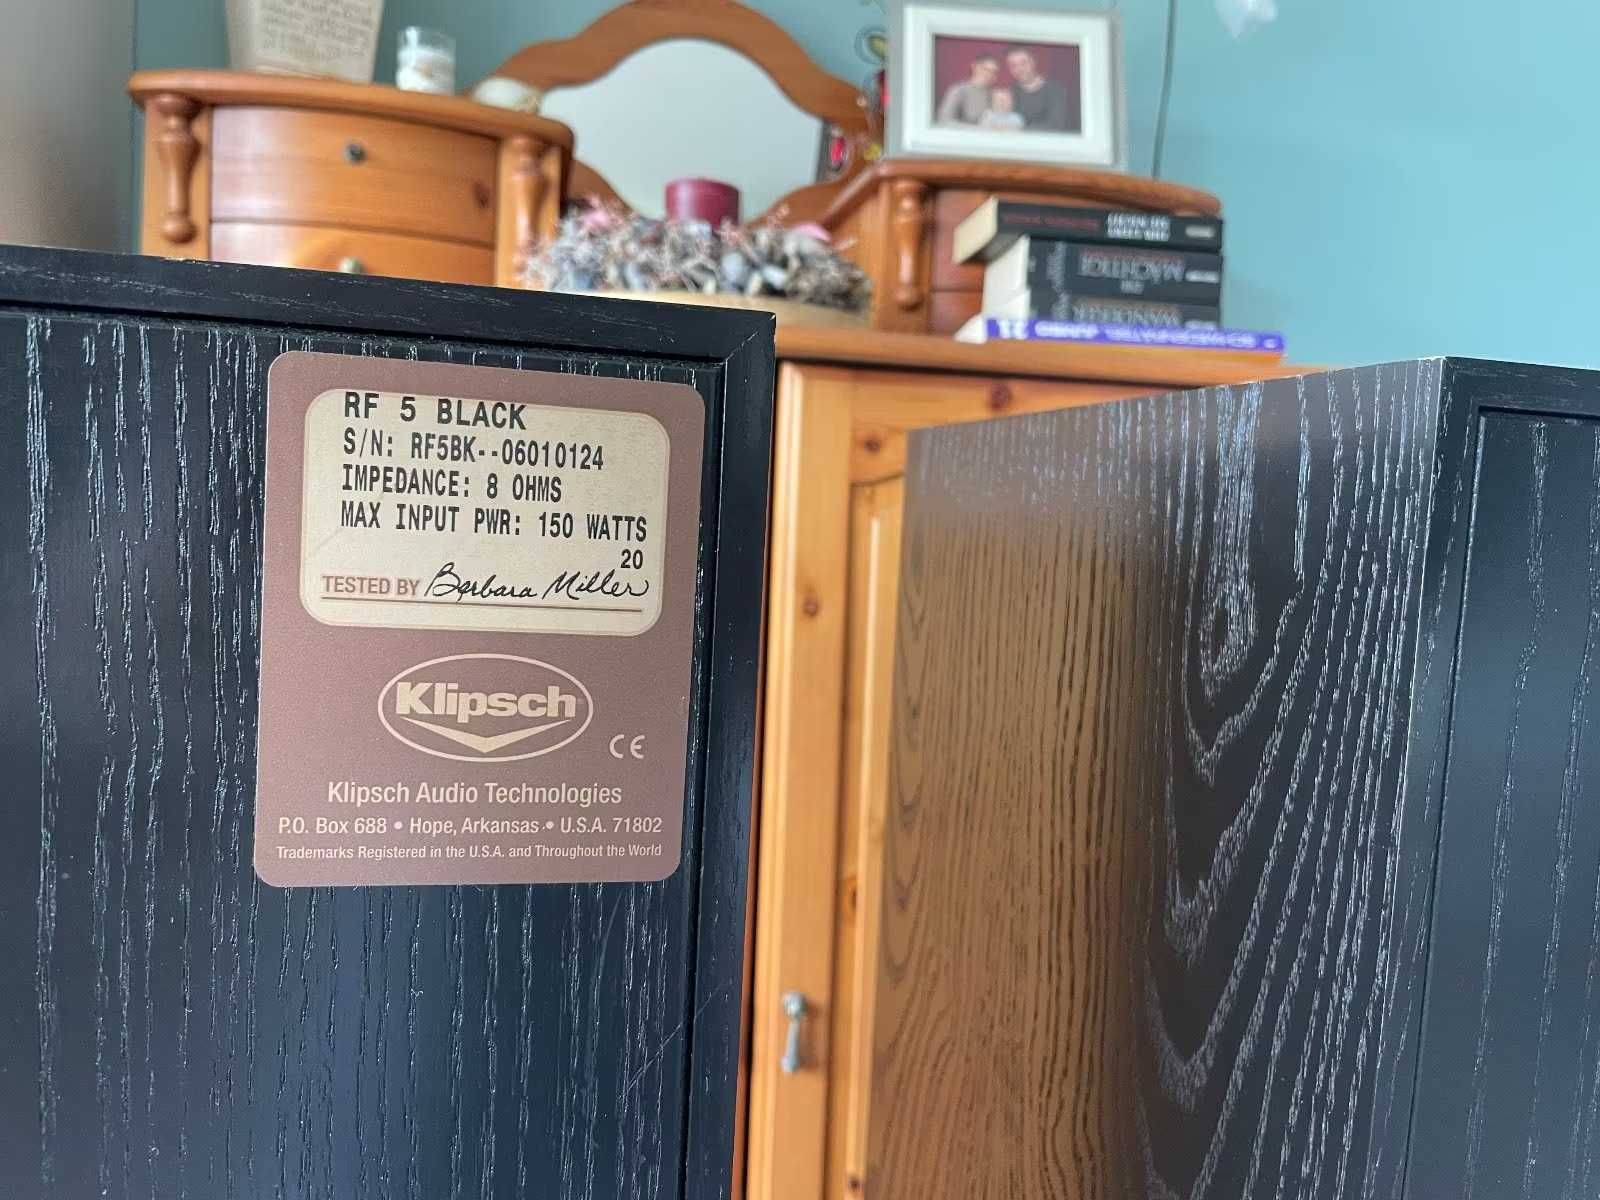 RF 5 BLACK
S/N: RF5BK--06010124
IMPEDANCE: 8 OHMS
MAX INPUT PWR: 150 WATTS
20
TESTED BY Barbara Miller
Klipsch
CE
Klipsch Audio Technologies
P.O. Box 688 • Hope, Arkansas • U.S.A. 71802
Trademarks Registered in the U.S.A. and Throughout the World